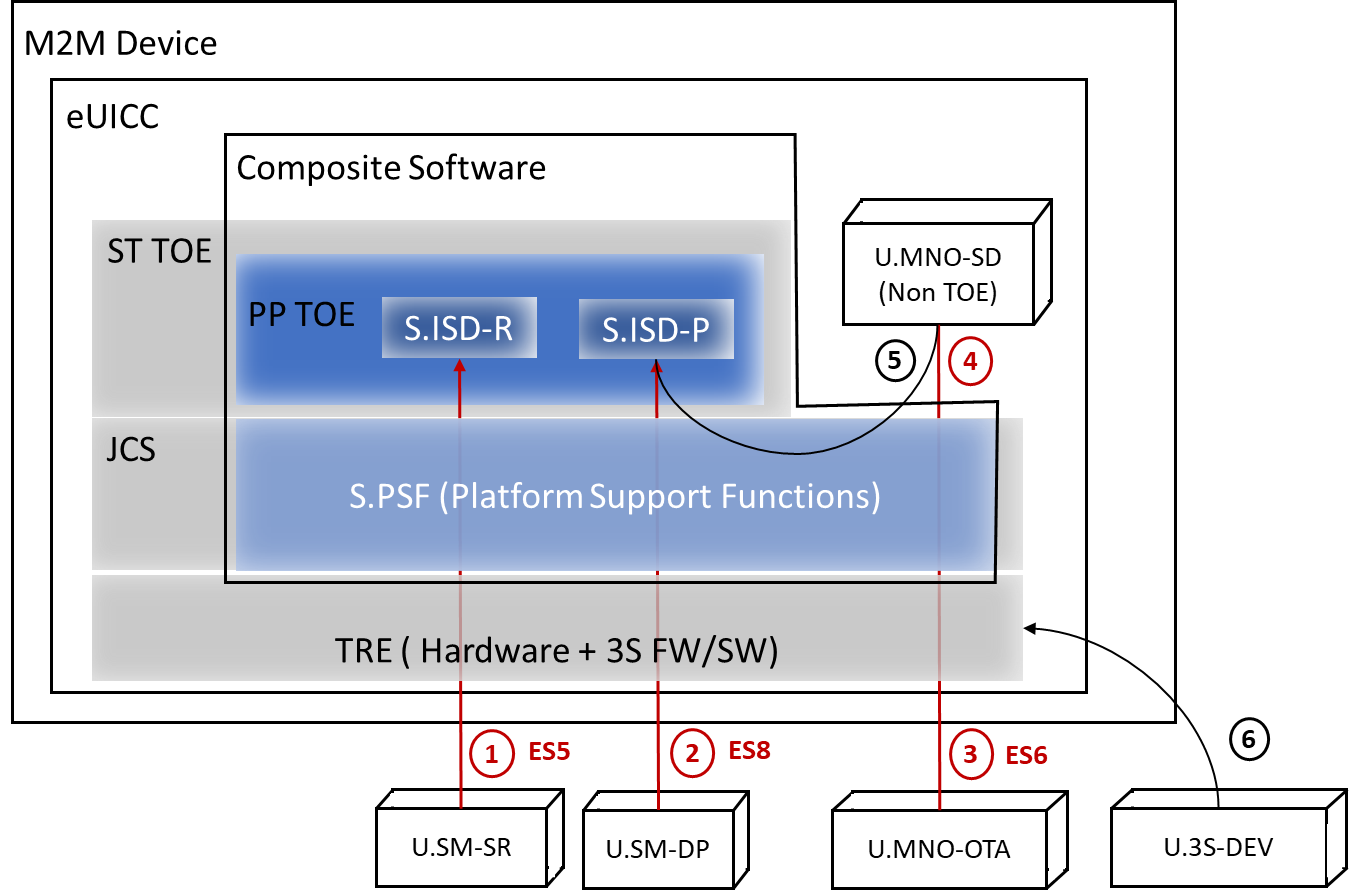 M2M Device
eUICC
Composite Software
ST TOE
U.MNO-SD
(Non TOE)
PP TOE
S.ISD-R
S.ISD-P
5
4
JCS
S.PSF (Platform Support Functions)
TRE ( Hardware + 3S FW/SW)
1 ES5
2 ES8
3 ES6
6
U.SM-SR
U.SM-DP
U.MNO-OTA
U.3S-DEV